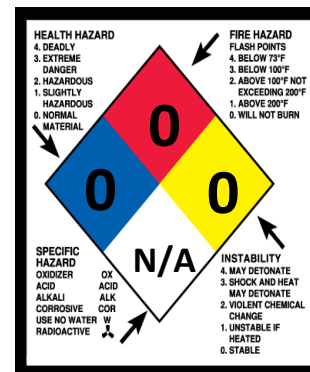 HEALTH HAZARD
4. DEADLY
3. EXTREME
DANGER
2. HAZARDOUS
1. SLIGHTLY
HAZARDOUS
0. NORMAL
MATERIAL
FIRE HAZARD
FLASH POINTS
4. BELOW 73°F
3. BELOW 100°F
2. ABOVE 100°F NOT
EXCEEDING 200°F
1. ABOVE 200°F
0. WILL NOT BURN
0
0
0
N/A
SPECIFIC
HAZARD
OXIDIZER OX
ACID ACID
ALKALI ALK
CORROSIVE COR
USE NO WATER W
RADIOACTIVE
INSTABILITY
4. MAY DETONATE
3. SHOCK AND HEAT
MAY DETONATE
2. VIOLENT CHEMICAL
CHANGE
1. UNSTABLE IF
HEATED
0. STABLE